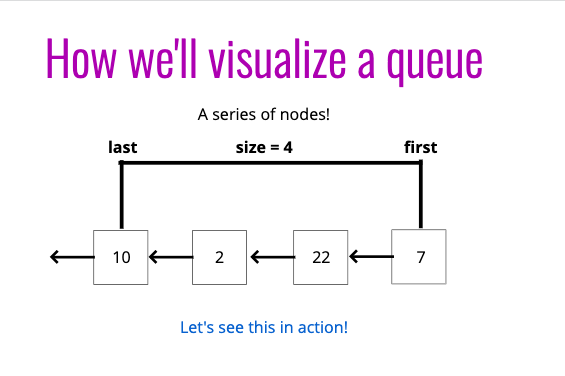 How we'll visualize a queue
A series of nodes!
last size = 4 first
10 2 22 7
Let's see this in action!